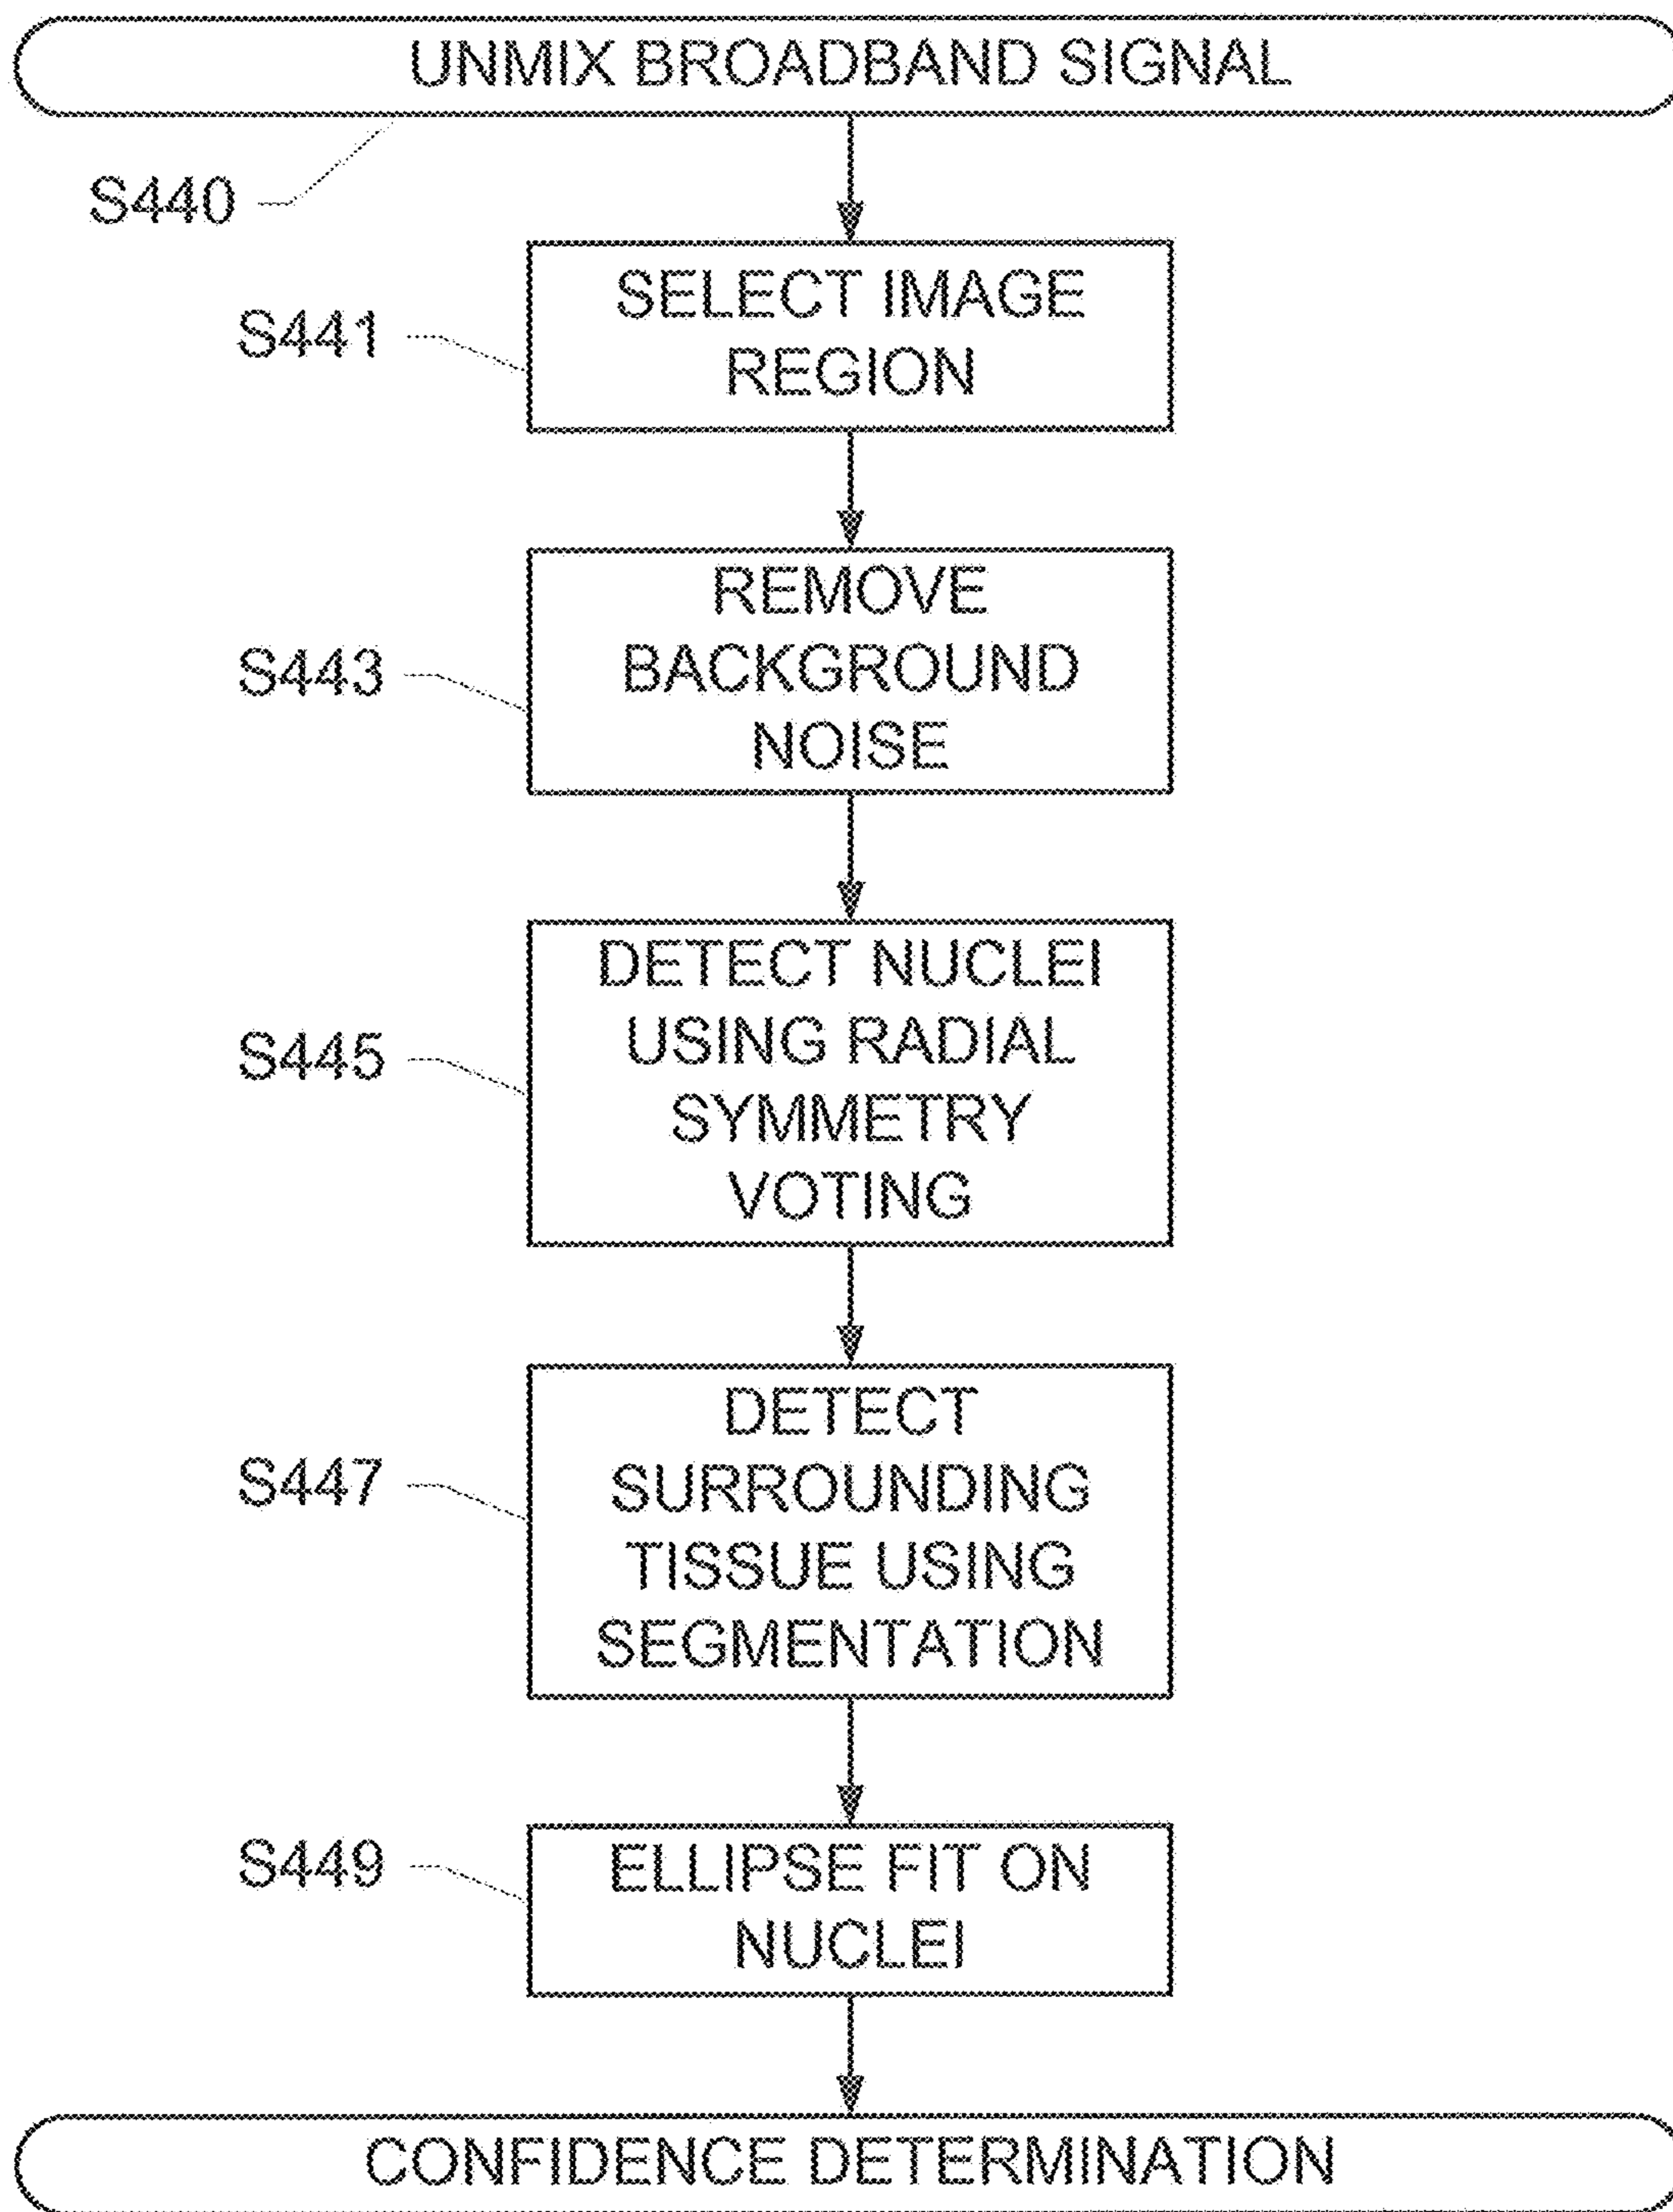 UNMIX BROADBAND SIGNAL
S440
SELECT IMAGE
REGION
S441
REMOVE
BACKGROUND
NOISE
S443
DETECT NUCLEI
USING RADIAL
SYMMETRY
VOTING
S445
DETECT
SURROUNDING
TISSUE USING
SEGMENTATION
S447
ELLIPSE FIT ON
NUCLEI
S449
CONFIDENCE DETERMINATION